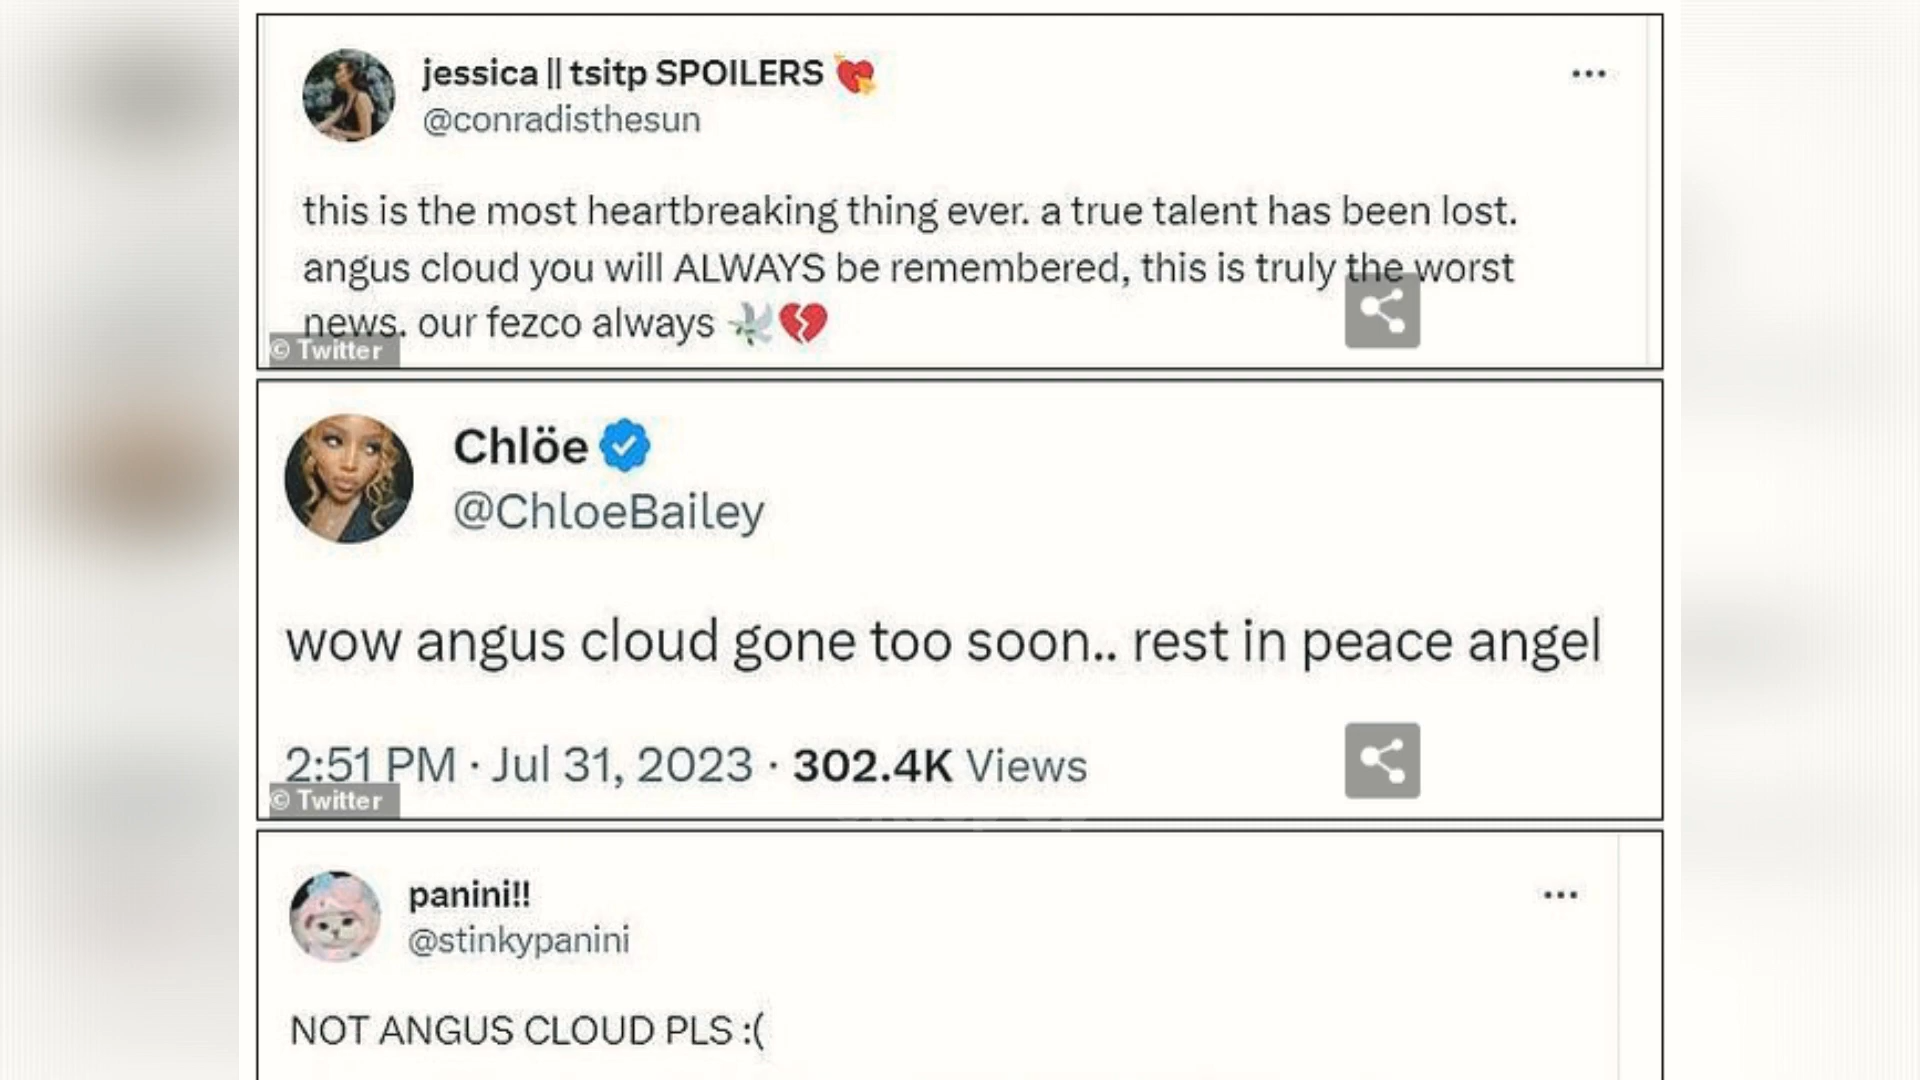 jessica || tsitp SPOILERS 💘
@conradisthesun
this is the most heartbreaking thing ever. a true talent has been lost.
angus cloud you will ALWAYS be remembered, this is truly the worst
news. our fezco always 🕊️💔
© Twitter
Chlöe
@ChloeBailey
wow angus cloud gone too soon.. rest in peace angel
2:51 PM · Jul 31, 2023 · 302.4K Views
© Twitter
panini!!
@stinkypanini
NOT ANGUS CLOUD PLS :(